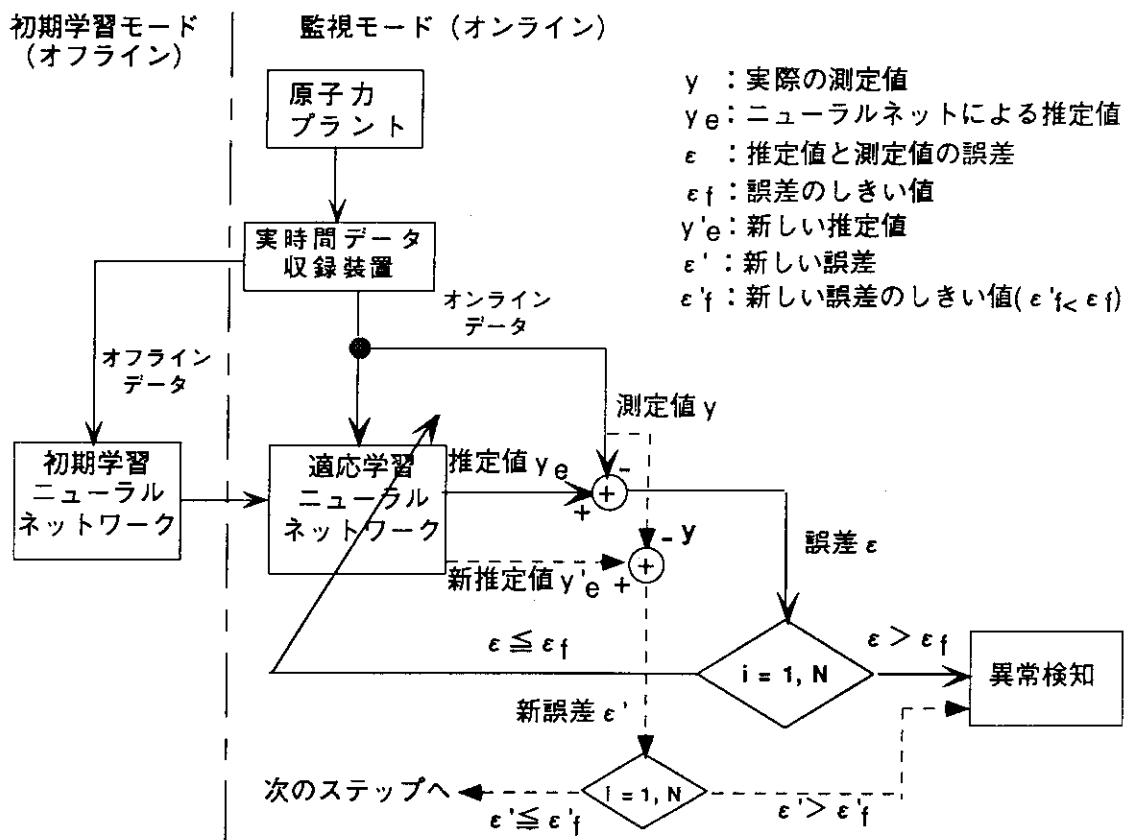 初期学習モード
(オフライン)
監視モード (オンライン)
原子力
プラント
y :実際の測定値
ye:ニューラルネットによる推定値
ε :推定値と測定値の誤差
εf:誤差のしきい値
y'e:新しい推定値
ε' :新しい誤差
ε'f:新しい誤差のしきい値(ε'f< εf)
実時間データ
収録装置
オンライン
データ
オフライン
データ
測定値 y
初期学習
ニューラル
ネットワーク
適応学習
ニューラル
ネットワーク
推定値 ye
-
+
+
- y
新推定値 y'e
+
+
誤差 ε
ε ≦ εf
i = 1, N
ε > εf
異常検知
新誤差 ε'
次のステップへ
i = 1, N
ε'≦ ε'f
ε'> ε'f